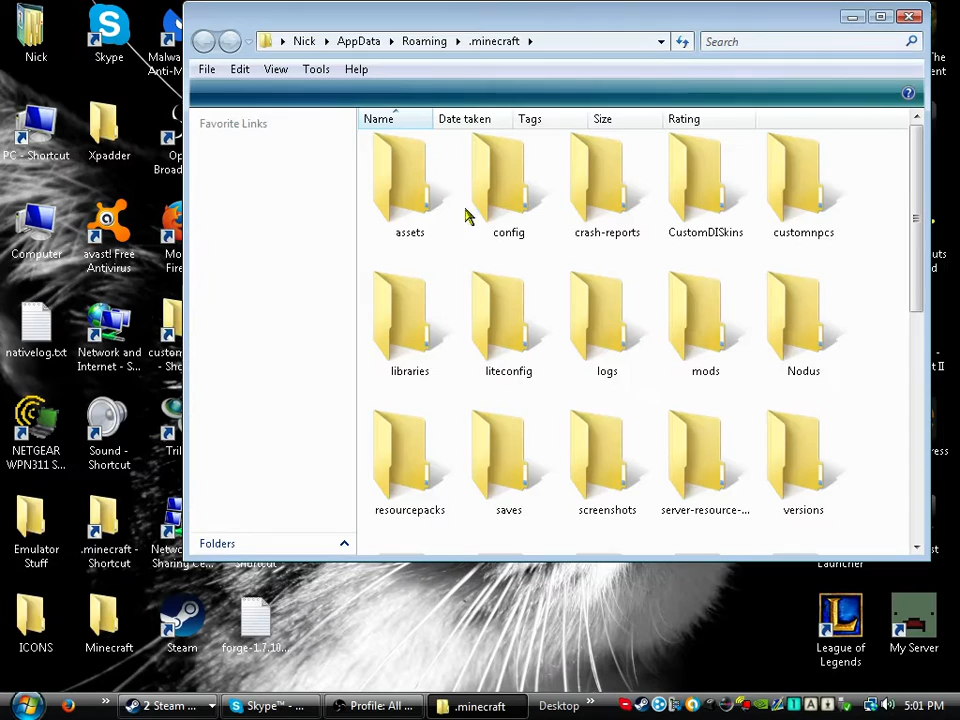 Nick
Skype
Malwa
Anti-M
Nick
AppData
Roaming
.minecraft
Search
File
Edit
View
Tools
Help
Favorite Links
Name
Date taken
Tags
Size
Rating
PC - Shortcut
Xpadder
Op
Broad
assets
config
crash-reports
CustomDISkins
customnpcs
Computer
avast! Free
Antivirus
Mo
Fire
libraries
liteconfig
logs
mods
Nodus
nativelog.txt
Network and
Internet - S...
custom
- Sho
NETGEAR
WPN311 S...
Sound -
Shortcut
Tril
resourcepacks
saves
screenshots
server-resource-...
versions
Folders
Emulator
Stuff
.minecraft -
Shortcut
Netwo
Sharing Ce...
Shortcut
Launcher
ICONS
Minecraft
Steam
forge-1.7.10...
League of
Legends
My Server
2 Steam ...
Skype™ - ...
Profile: All ...
.minecraft
Desktop
5:01 PM